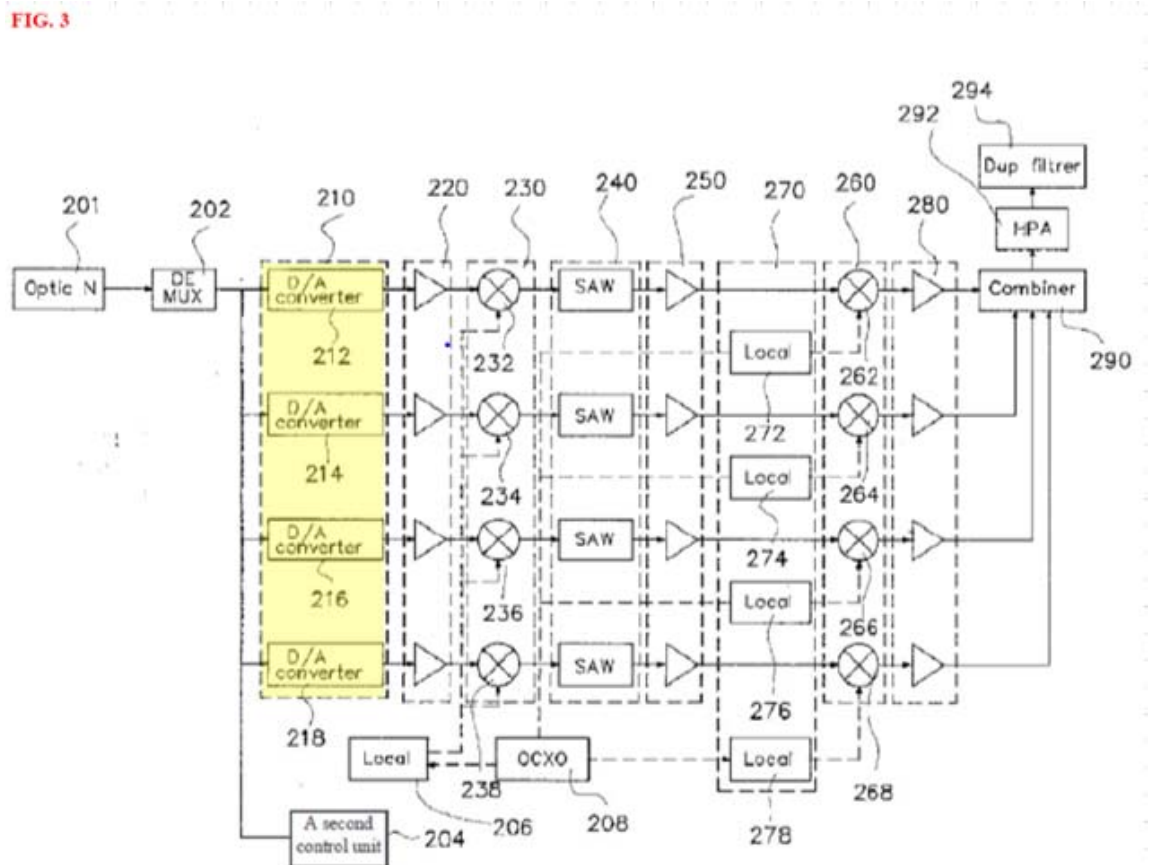 FIG. 3
294
292
Dup filtrer
210
220
230
240
250
270
260
280
201
202
HPA
Optic N
DE
MUX
D/A
converter
SAW
Combiner
212
232
Local
262
290
D/A
converter
SAW
272
214
234
Local
264
D/A
converter
SAW
274
216
236
Local
266
D/A
converter
SAW
276
218
238
268
Local
OCXO
Local
206
208
278
A second
control unit
204